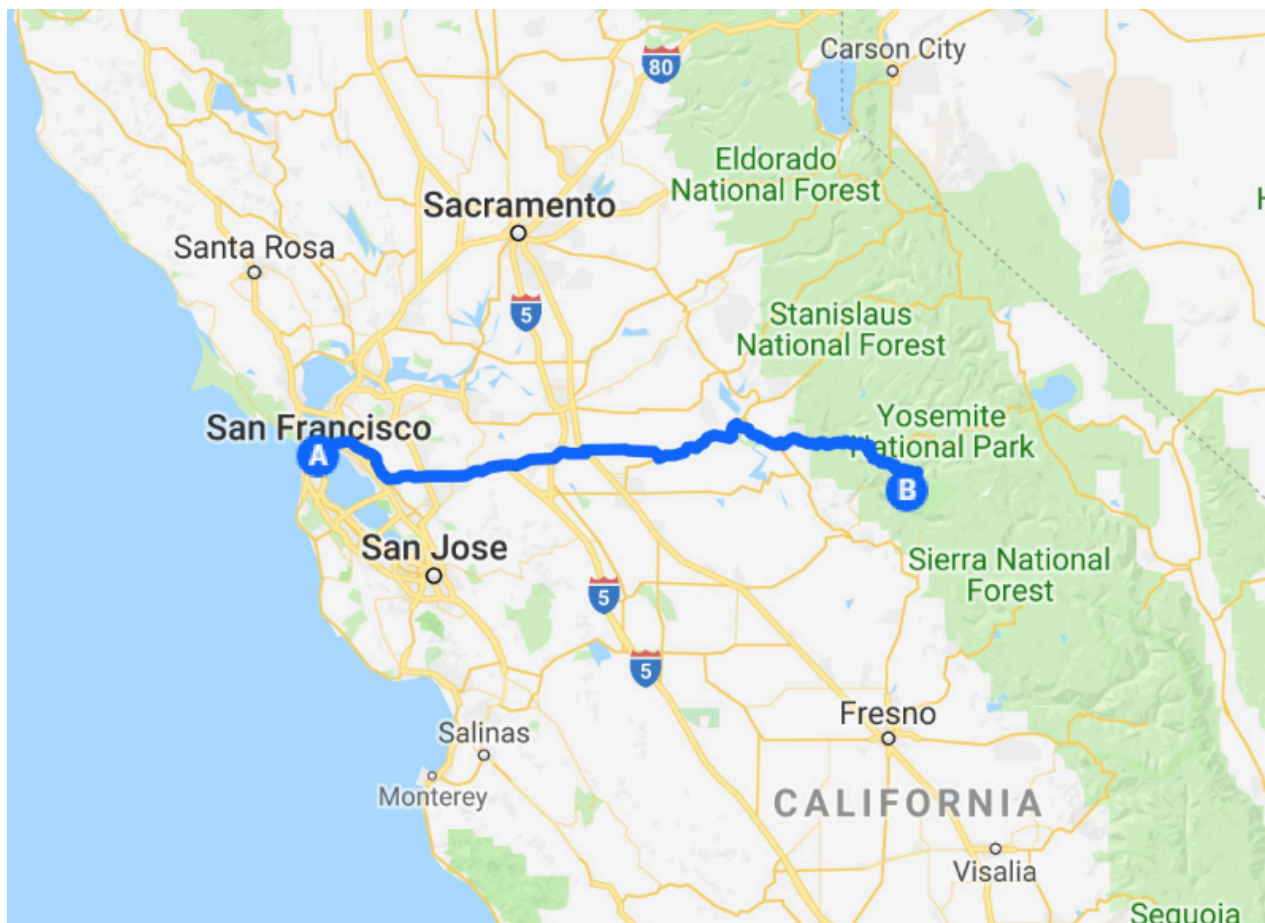 Carson City
80
Eldorado
National Forest
H
Sacramento
Santa Rosa
5
Stanislaus
National Forest
San Francisco
A
Yosemite
National Park
B
San Jose
Sierra National
Forest
5
5
Fresno
Salinas
Monterey
CALIFORNIA
Visalia
Sequoia